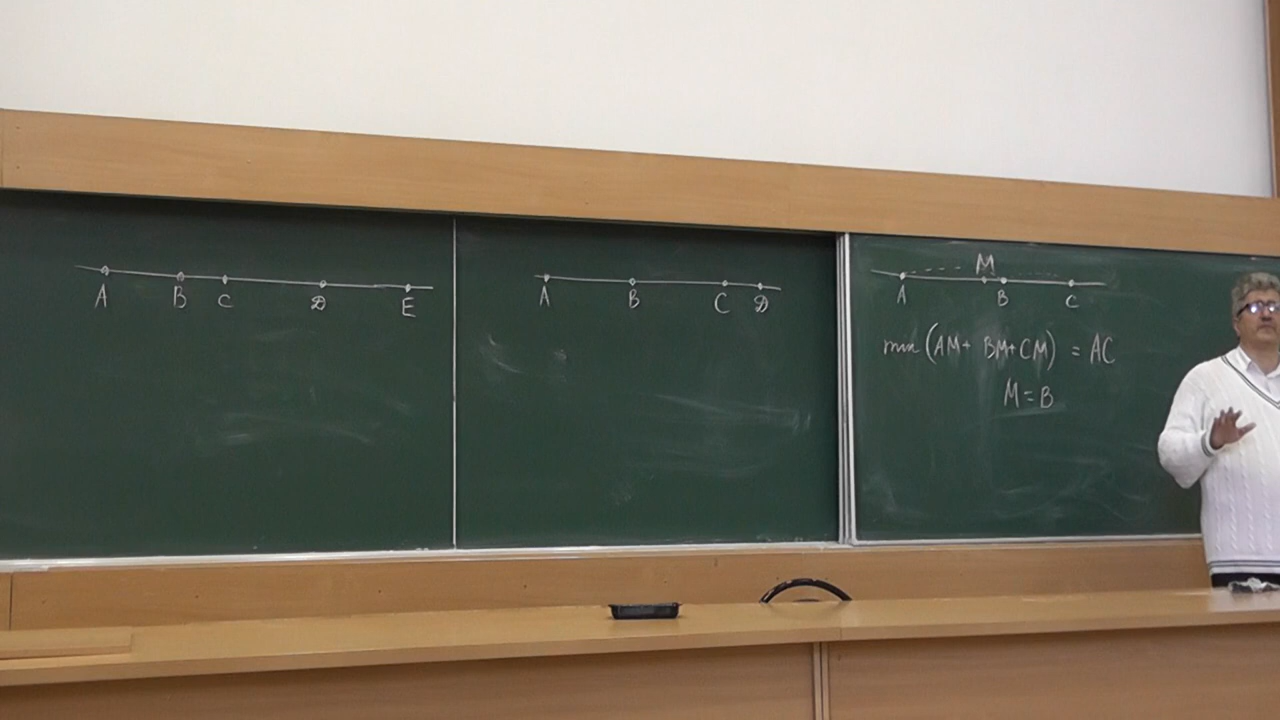 A B C D E
A B C D
M
A B C
min (AM+ BM+CM) = AC
M = B